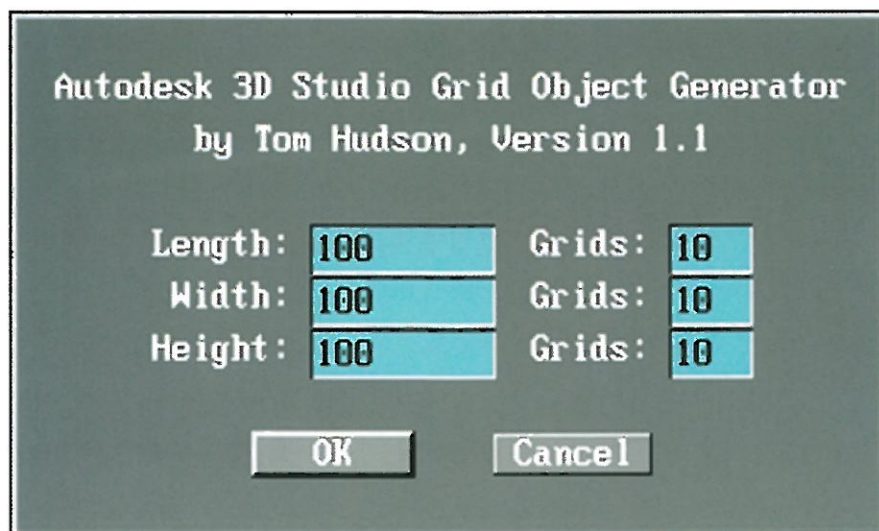 Autodesk 3D Studio Grid Object Generator
by Tom Hudson, Version 1.1
Length: 100 Grids: 10
Width: 100 Grids: 10
Height: 100 Grids: 10
OK Cancel